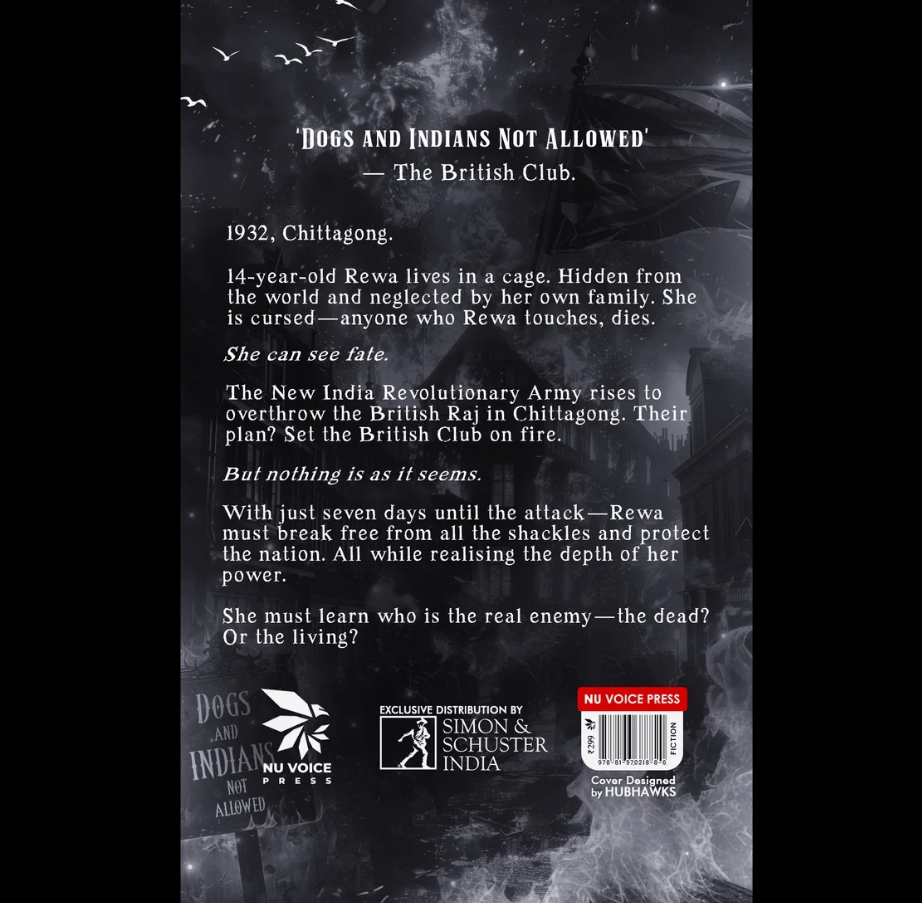 'Dogs and Indians Not Allowed'
— The British Club.
1932, Chittagong.
14-year-old Rewa lives in a cage. Hidden from
the world and neglected by her own family. She
is cursed—anyone who Rewa touches, dies.
She can see fate.
The New India Revolutionary Army rises to
overthrow the British Raj in Chittagong. Their
plan? Set the British Club on fire.
But nothing is as it seems.
With just seven days until the attack—Rewa
must break free from all the shackles and protect
the nation. All while realising the depth of her
power.
She must learn who is the real enemy—the dead?
Or the living?
DOGS
AND
INDIANS
NOT
ALLOWED
NU VOICE
PRESS
EXCLUSIVE DISTRIBUTION BY
SIMON &
SCHUSTER
INDIA
NU VOICE PRESS
₹299
FICTION
978-81-970218-8-6
Cover Designed
by HUBHAWKS